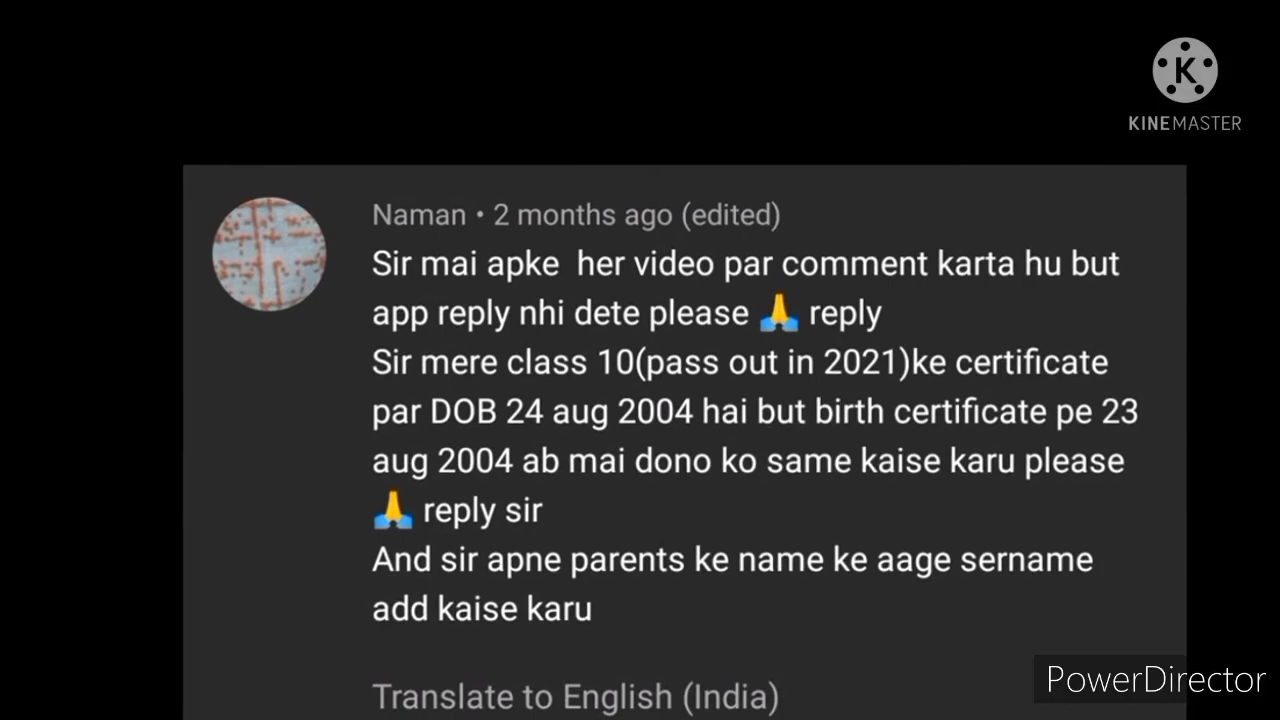 KINEMASTER
Naman • 2 months ago (edited)
Sir mai apke her video par comment karta hu but
app reply nhi dete please 🙏 reply
Sir mere class 10(pass out in 2021)ke certificate
par DOB 24 aug 2004 hai but birth certificate pe 23
aug 2004 ab mai dono ko same kaise karu please
🙏 reply sir
And sir apne parents ke name ke aage sername
add kaise karu
Translate to English (India)
PowerDirector